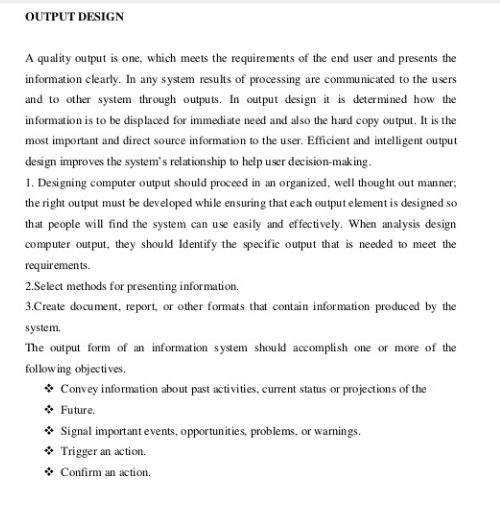 OUTPUT DESIGN
A quality output is one, which meets the requirements of the end user and presents the
information clearly. In any system results of processing are communicated to the users
and to other system through outputs. In output design it is determined how the
information is to be displaced for immediate need and also the hard copy output. It is the
most important and direct source information to the user. Efficient and intelligent output
design improves the system's relationship to help user decision-making.
1. Designing computer output should proceed in an organized, well thought out manner;
the right output must be developed while ensuring that each output element is designed so
that people will find the system can use easily and effectively. When analysis design
computer output, they should Identify the specific output that is needed to meet the
requirements.
2.Select methods for presenting information.
3.Create document, report, or other formats that contain information produced by the
system.
The output form of an information system should accomplish one or more of the
following objectives.
❖ Convey information about past activities, current status or projections of the
❖ Future.
❖ Signal important events, opportunities, problems, or warnings.
❖ Trigger an action.
❖ Confirm an action.